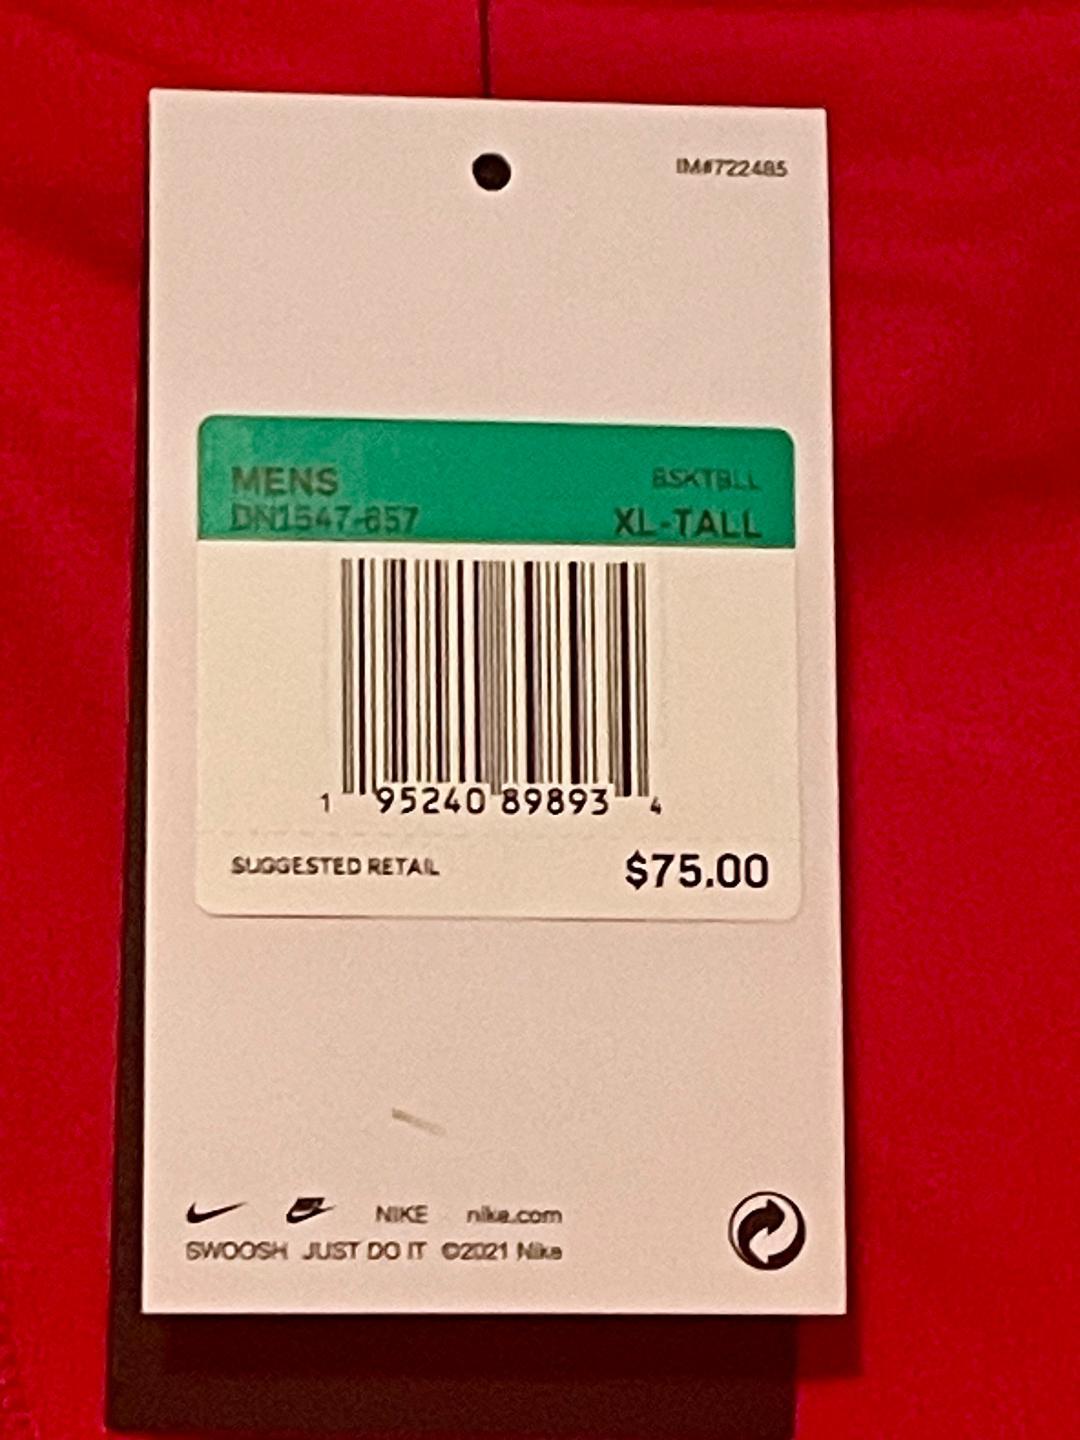 IM#722485
MENS BSKTBLL
DN1547-657 XL-TALL
1 95240 89893 4
SUGGESTED RETAIL $75.00
NIKE nike.com
SWOOSH JUST DO IT ©2021 Nike